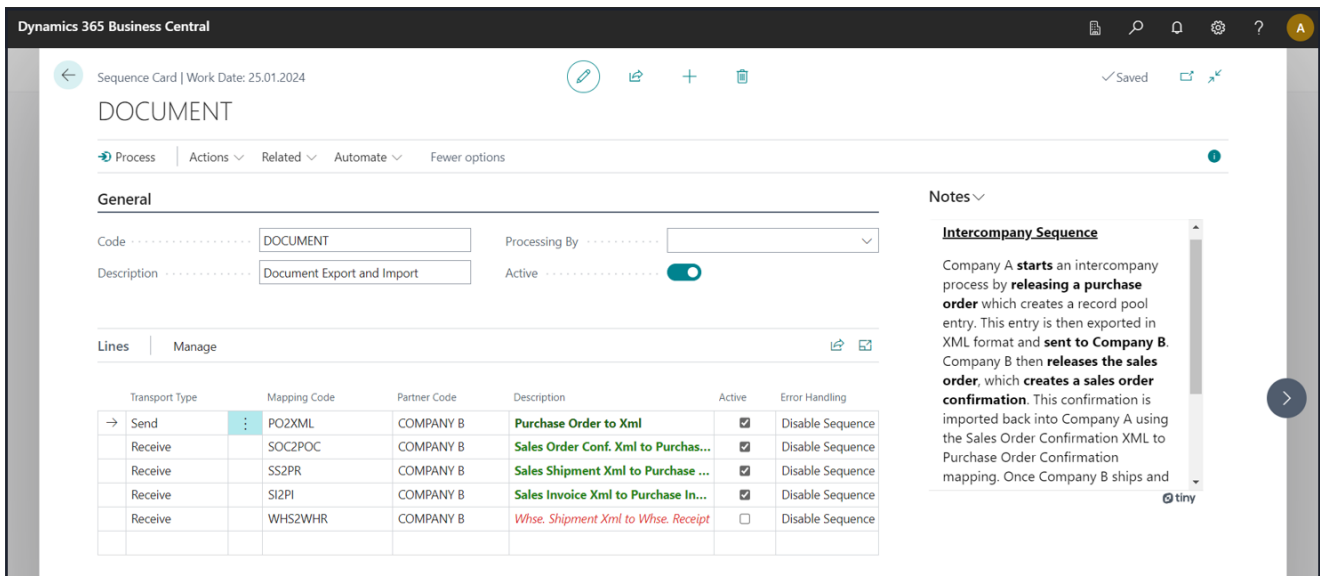 Dynamics 365 Business Central
A
Sequence Card | Work Date: 25.01.2024
Saved
DOCUMENT
Process
Actions
Related
Automate
Fewer options
General
Code
DOCUMENT
Processing By
Description
Document Export and Import
Active
Lines
Manage
Transport Type Mapping Code Partner Code Description Active Error Handling
Send PO2XML COMPANY B Purchase Order to Xml Disable Sequence
Receive SOC2POC COMPANY B Sales Order Conf. Xml to Purchas... Disable Sequence
Receive SS2PR COMPANY B Sales Shipment Xml to Purchase ... Disable Sequence
Receive SI2PI COMPANY B Sales Invoice Xml to Purchase In... Disable Sequence
Receive WHS2WHR COMPANY B Whse. Shipment Xml to Whse. Receipt Disable Sequence
Notes
Intercompany Sequence
Company A starts an intercompany
process by releasing a purchase
order which creates a record pool
entry. This entry is then exported in
XML format and sent to Company B.
Company B then releases the sales
order, which creates a sales order
confirmation. This confirmation is
imported back into Company A using
the Sales Order Confirmation XML to
Purchase Order Confirmation
mapping. Once Company B ships and
tiny